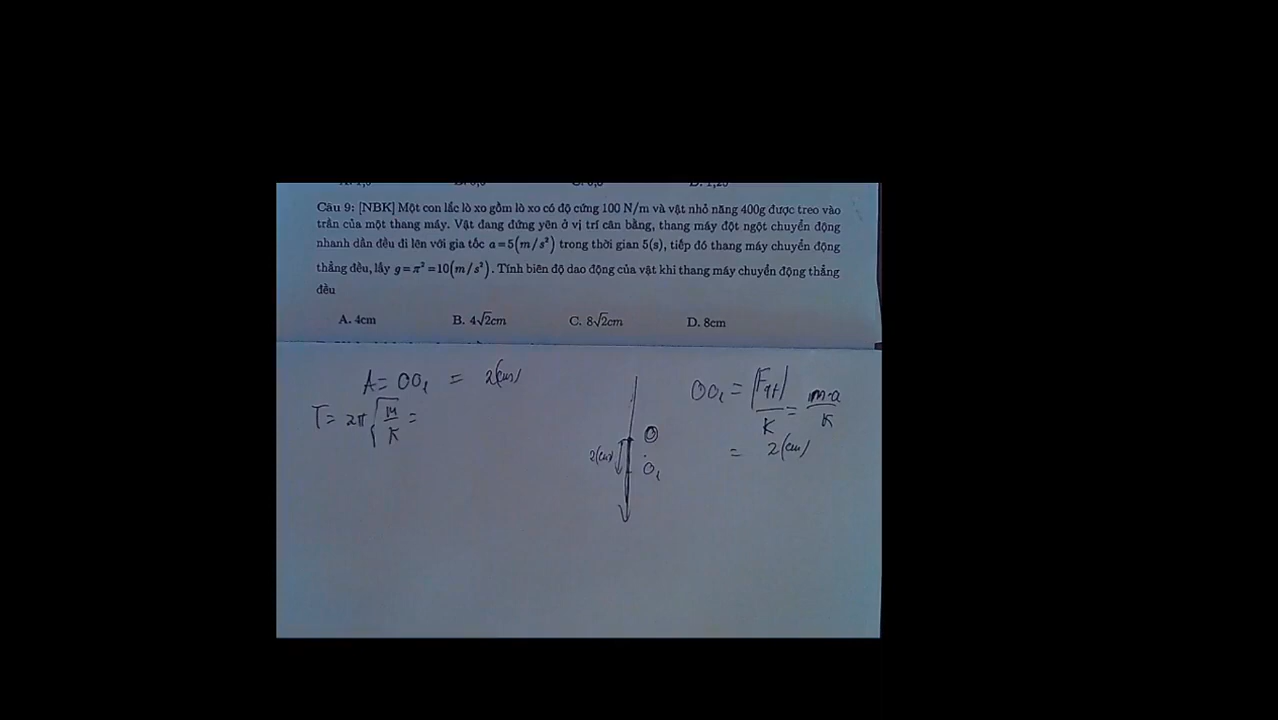 Câu 9: [NBK] Một con lắc lò xo gồm lò xo có độ cứng 100 N/m và vật nhỏ nặng 400g được treo vào
trần của một thang máy. Vật đang đứng yên ở vị trí cân bằng, thang máy đột ngột chuyển động
nhanh dần đều đi lên với gia tốc a = 5(m/s²) trong thời gian 5(s), tiếp đó thang máy chuyển động
thẳng đều, lấy g = π² = 10(m/s²). Tính biên độ dao động của vật khi thang máy chuyển động thẳng
đều
A. 4cm B. 4√2cm C. 8√2cm D. 8cm
A = OO₁ = 2(cm)
T = 2π√(m/K) =
2(cm)
O
O₁
OO₁ = |Fqt|/K = m.a/K
= 2(cm)